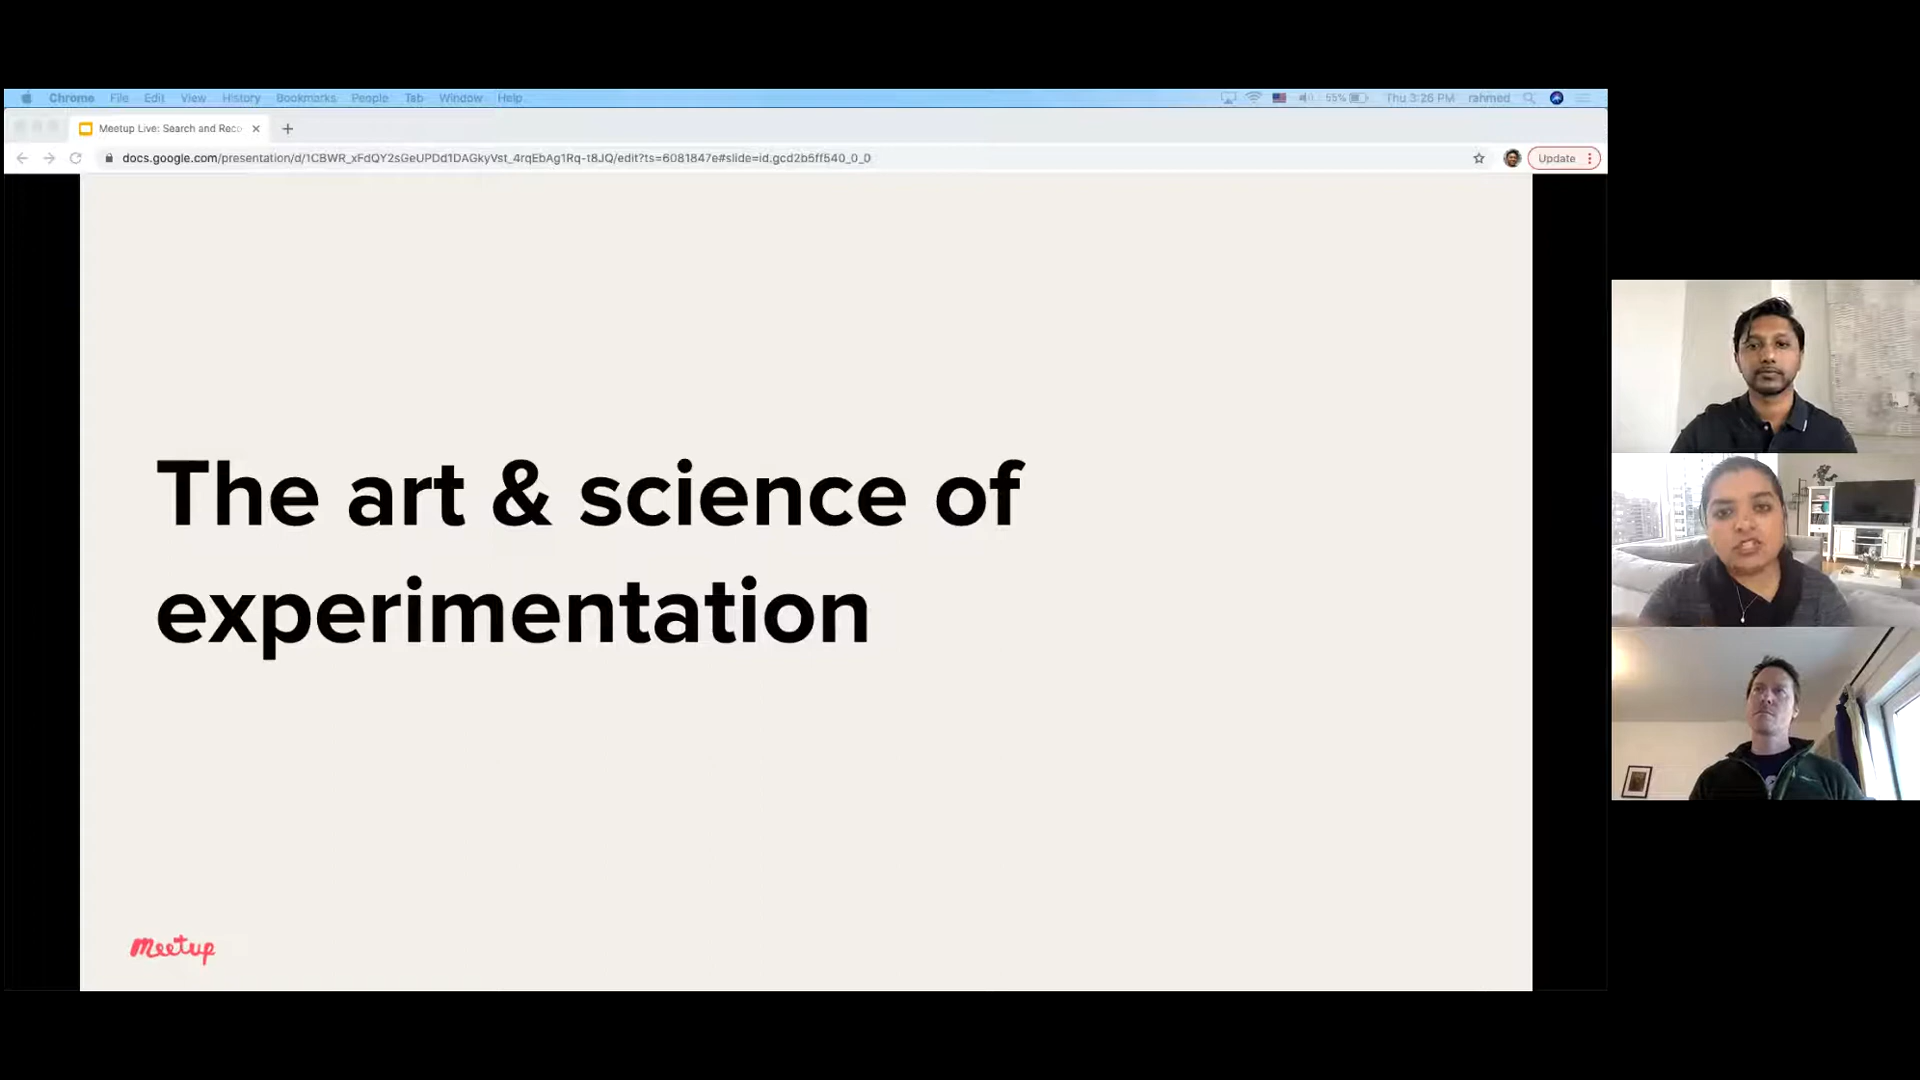 Chrome File Edit View History Bookmarks People Tab Window Help 55% Thu 3:26 PM rahmed
Meetup Live: Search and Reco
docs.google.com/presentation/d/1CBWR_xFdQY2sGeUPDd1DAGkyVst_4rqEbAg1Rq-t8JQ/edit?ts=6081847e#slide=id.gcd2b5ff540_0_0 Update
The art & science of
experimentation
meetup